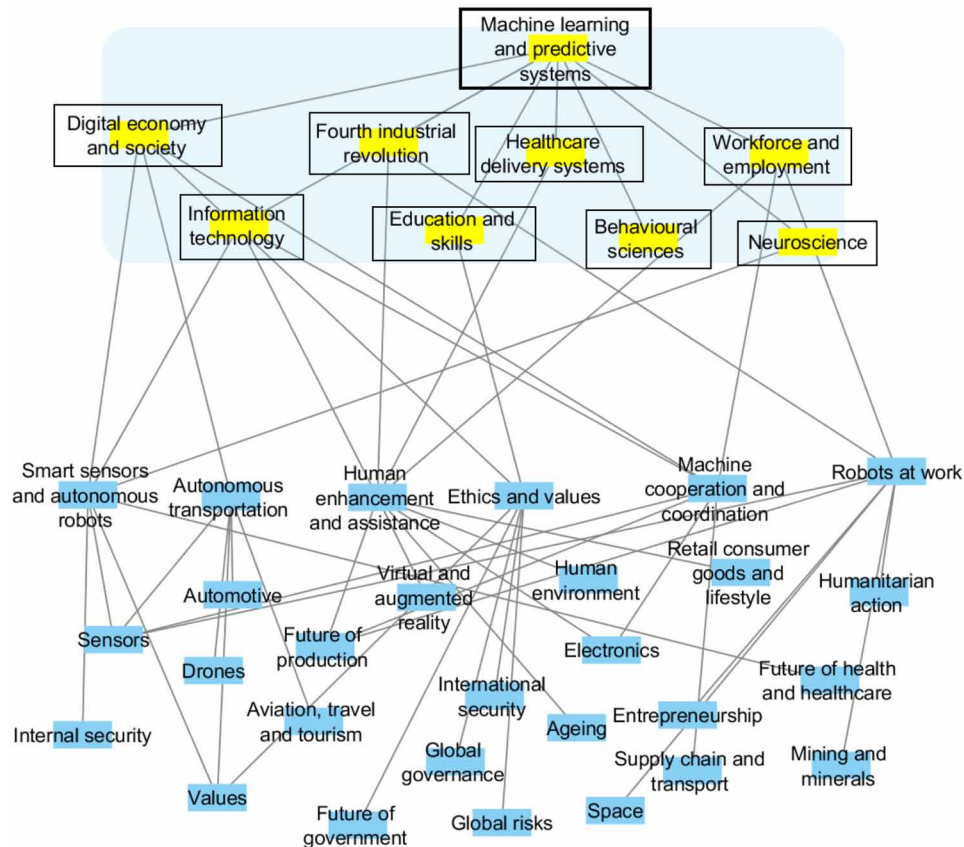 Machine learning
and predictive
systems
Digital economy
and society
Fourth industrial
revolution
Healthcare
delivery systems
Workforce and
employment
Information
technology
Education and
skills
Behavioural
sciences
Neuroscience
Smart sensors
and autonomous
robots
Autonomous
transportation
Human
enhancement
and assistance
Ethics and values
Machine
cooperation and
coordination
Robots at work
Automotive
Virtual and
augmented
reality
Human
environment
Retail consumer
goods and
lifestyle
Humanitarian
action
Sensors
Drones
Future of
production
Electronics
Future of health
and healthcare
Internal security
Aviation, travel
and tourism
International
security
Ageing
Entrepreneurship
Global
governance
Supply chain and
transport
Mining and
minerals
Values
Future of
government
Global risks
Space